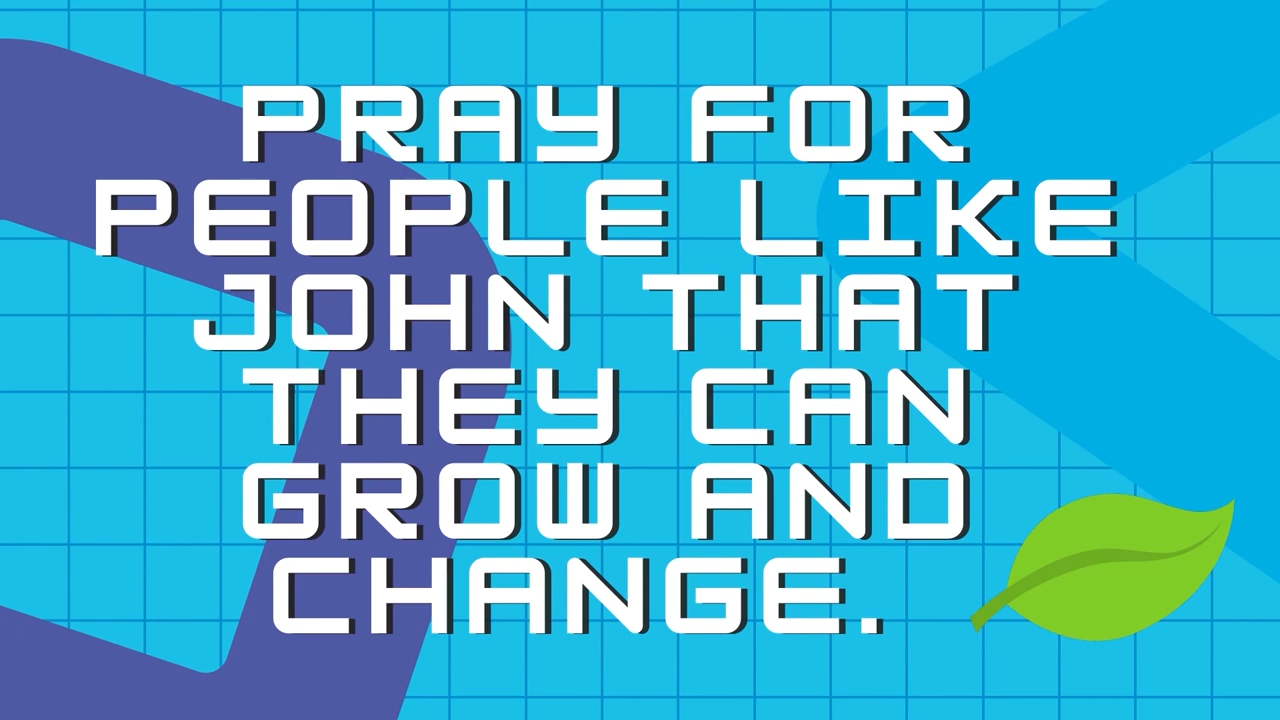 PRAY FOR
PEOPLE LIKE
JOHN THAT
THEY CAN
GROW AND
CHANGE.